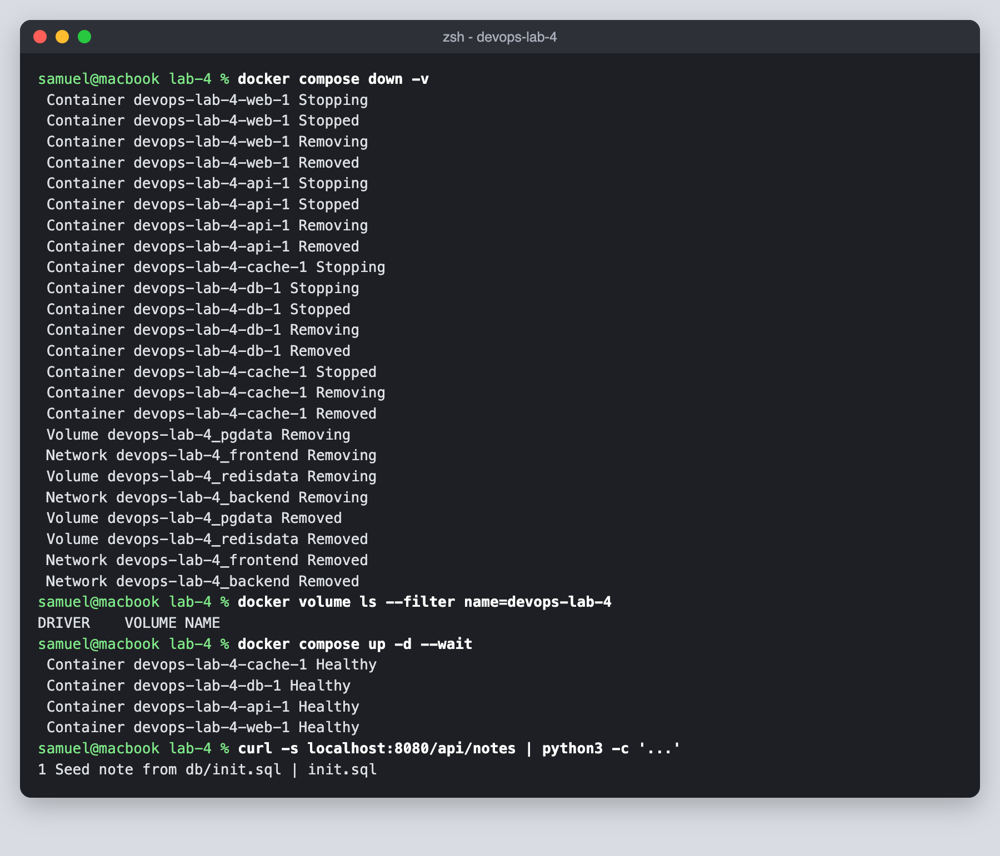 zsh - devops-lab-4
samuel@macbook lab-4 % docker compose down -v
Container devops-lab-4-web-1 Stopping
Container devops-lab-4-web-1 Stopped
Container devops-lab-4-web-1 Removing
Container devops-lab-4-web-1 Removed
Container devops-lab-4-api-1 Stopping
Container devops-lab-4-api-1 Stopped
Container devops-lab-4-api-1 Removing
Container devops-lab-4-api-1 Removed
Container devops-lab-4-cache-1 Stopping
Container devops-lab-4-db-1 Stopping
Container devops-lab-4-db-1 Stopped
Container devops-lab-4-db-1 Removing
Container devops-lab-4-db-1 Removed
Container devops-lab-4-cache-1 Stopped
Container devops-lab-4-cache-1 Removing
Container devops-lab-4-cache-1 Removed
Volume devops-lab-4_pgdata Removing
Network devops-lab-4_frontend Removing
Volume devops-lab-4_redisdata Removing
Network devops-lab-4_backend Removing
Volume devops-lab-4_pgdata Removed
Volume devops-lab-4_redisdata Removed
Network devops-lab-4_frontend Removed
Network devops-lab-4_backend Removed
samuel@macbook lab-4 % docker volume ls --filter name=devops-lab-4
DRIVER    VOLUME NAME
samuel@macbook lab-4 % docker compose up -d --wait
Container devops-lab-4-cache-1 Healthy
Container devops-lab-4-db-1 Healthy
Container devops-lab-4-api-1 Healthy
Container devops-lab-4-web-1 Healthy
samuel@macbook lab-4 % curl -s localhost:8080/api/notes | python3 -c '...'
1 Seed note from db/init.sql | init.sql